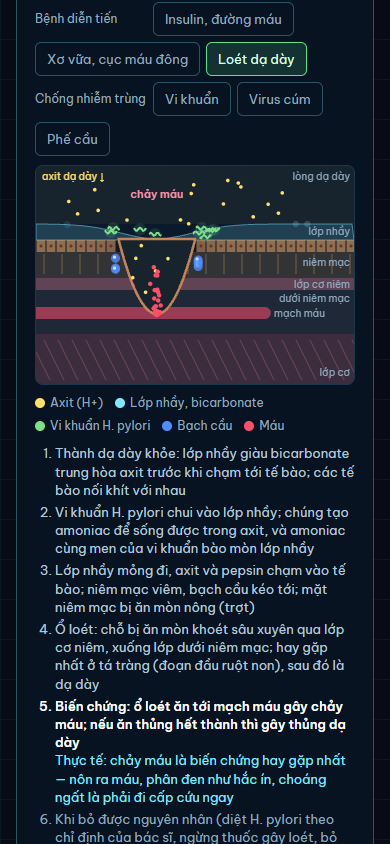 Bệnh diễn tiến
Insulin, đường máu
Xơ vữa, cục máu đông
Loét dạ dày
Chống nhiễm trùng
Vi khuẩn
Virus cúm
Phế cầu
axit dạ dày ↓
lòng dạ dày
chảy máu
lớp nhầy
niêm mạc
lớp cơ niêm
dưới niêm mạc
mạch máu
lớp cơ
Axit (H+)
Lớp nhầy, bicarbonate
Vi khuẩn H. pylori
Bạch cầu
Máu
1. Thành dạ dày khỏe: lớp nhầy giàu bicarbonate
trung hòa axit trước khi chạm tới tế bào; các tế
bào nối khít với nhau
2. Vi khuẩn H. pylori chui vào lớp nhầy; chúng tạo
amoniac để sống được trong axit, và amoniac
cùng men của vi khuẩn bào mòn lớp nhầy
3. Lớp nhầy mỏng đi, axit và pepsin chạm vào tế
bào; niêm mạc viêm, bạch cầu kéo tới; mặt
niêm mạc bị ăn mòn nông (trợt)
4. Ổ loét: chỗ bị ăn mòn khoét sâu xuyên qua lớp
cơ niêm, xuống lớp dưới niêm mạc; hay gặp
nhất ở tá tràng (đoạn đầu ruột non), sau đó là
dạ dày
5. Biến chứng: ổ loét ăn tới mạch máu gây chảy
máu; nếu ăn thủng hết thành thì gây thủng dạ
dày
Thực tế: chảy máu là biến chứng hay gặp nhất
— nôn ra máu, phân đen như hắc ín, choáng
ngất là phải đi cấp cứu ngay
6. Khi bỏ được nguyên nhân (diệt H. pylori theo
chỉ định của bác sĩ, ngừng thuốc gây loét, bỏ